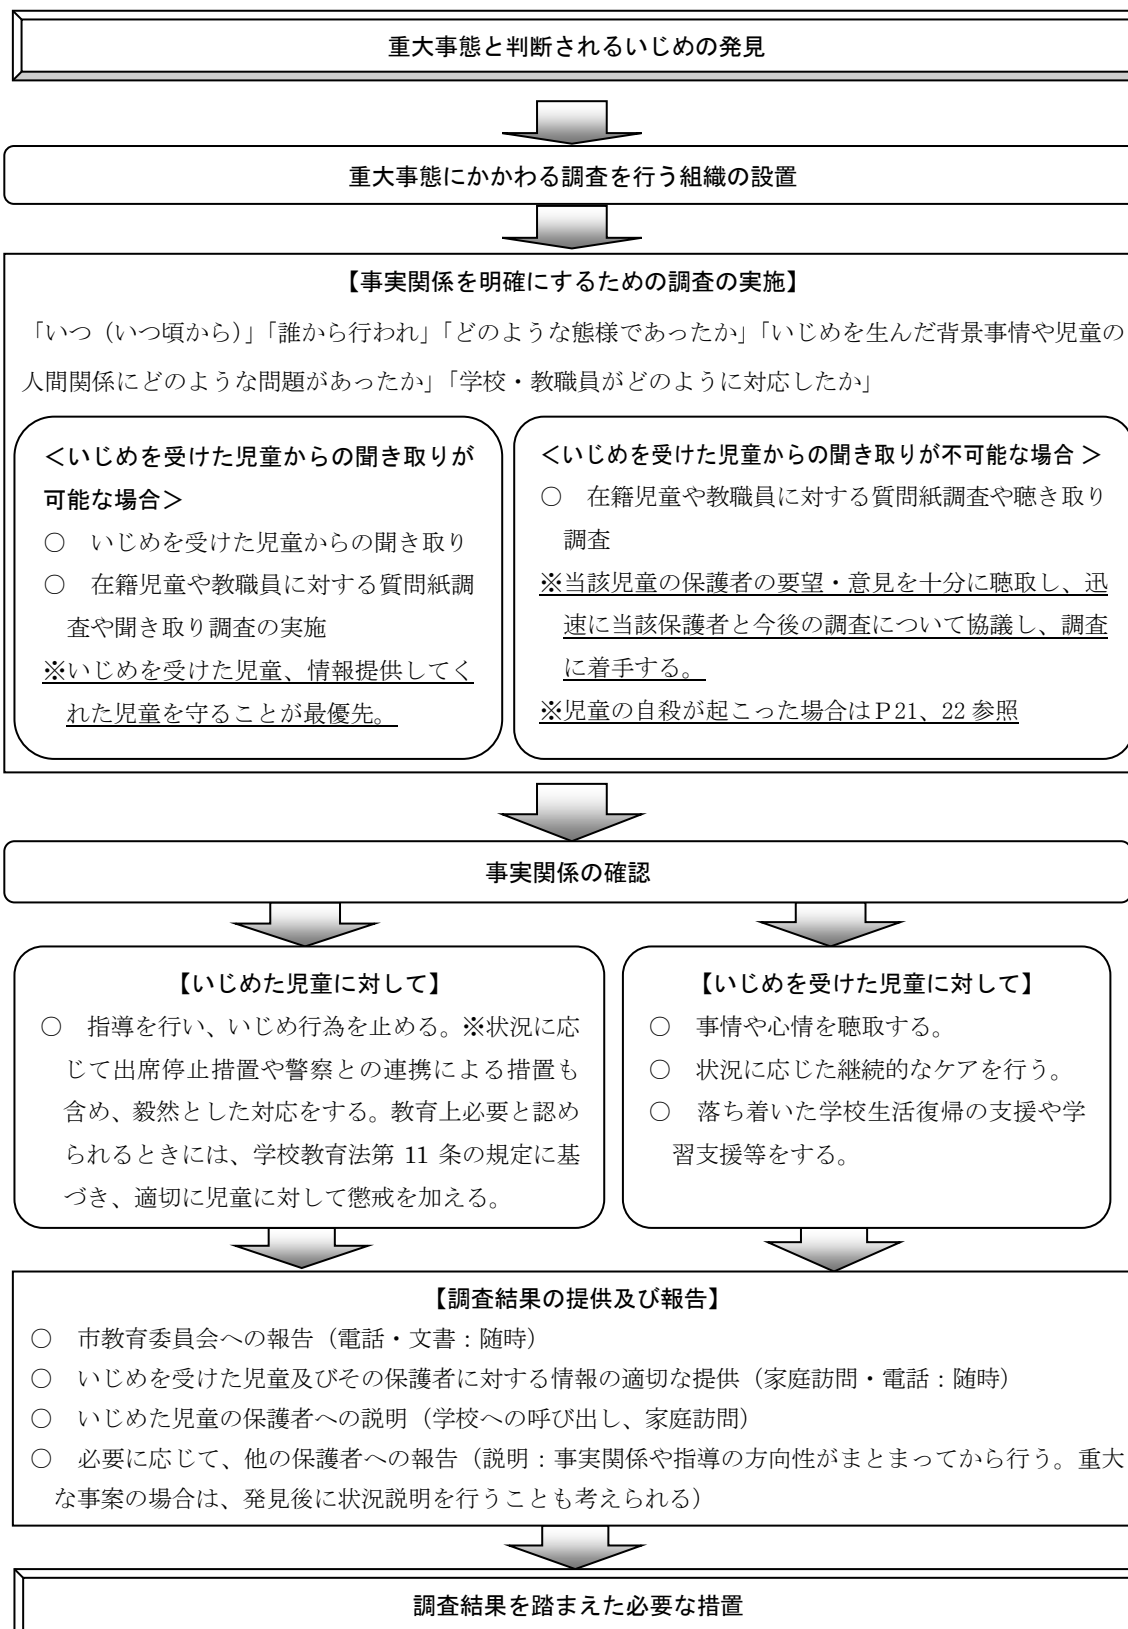 重大事態と判断されるいじめの発見
重大事態にかかわる調査を行う組織の設置
【事実関係を明確にするための調査の実施】
「いつ（いつ頃から）」「誰から行われ」「どのような態様であったか」「いじめを生んだ背景事情や児童の
人間関係にどのような問題があったか」「学校・教職員がどのように対応したか」
＜いじめを受けた児童からの聞き取りが
可能な場合＞
○　いじめを受けた児童からの聞き取り
○　在籍児童や教職員に対する質問紙調
査や聞き取り調査の実施
※いじめを受けた児童、情報提供してく
れた児童を守ることが最優先。
＜いじめを受けた児童からの聞き取りが不可能な場合 ＞
○　在籍児童や教職員に対する質問紙調査や聴き取り
調査
※当該児童の保護者の要望・意見を十分に聴取し、迅
速に当該保護者と今後の調査について協議し、調査
に着手する。
※児童の自殺が起こった場合はＰ21、22 参照
事実関係の確認
【いじめた児童に対して】
○　指導を行い、いじめ行為を止める。※状況に応
じて出席停止措置や警察との連携による措置も
含め、毅然とした対応をする。教育上必要と認め
られるときには、学校教育法第 11 条の規定に基
づき、適切に児童に対して懲戒を加える。
【いじめを受けた児童に対して】
○　事情や心情を聴取する。
○　状況に応じた継続的なケアを行う。
○　落ち着いた学校生活復帰の支援や学
習支援等をする。
【調査結果の提供及び報告】
○　市教育委員会への報告（電話・文書：随時）
○　いじめを受けた児童及びその保護者に対する情報の適切な提供（家庭訪問・電話：随時）
○　いじめた児童の保護者への説明（学校への呼び出し、家庭訪問）
○　必要に応じて、他の保護者への報告（説明：事実関係や指導の方向性がまとまってから行う。重大
な事案の場合は、発見後に状況説明を行うことも考えられる）
調査結果を踏まえた必要な措置